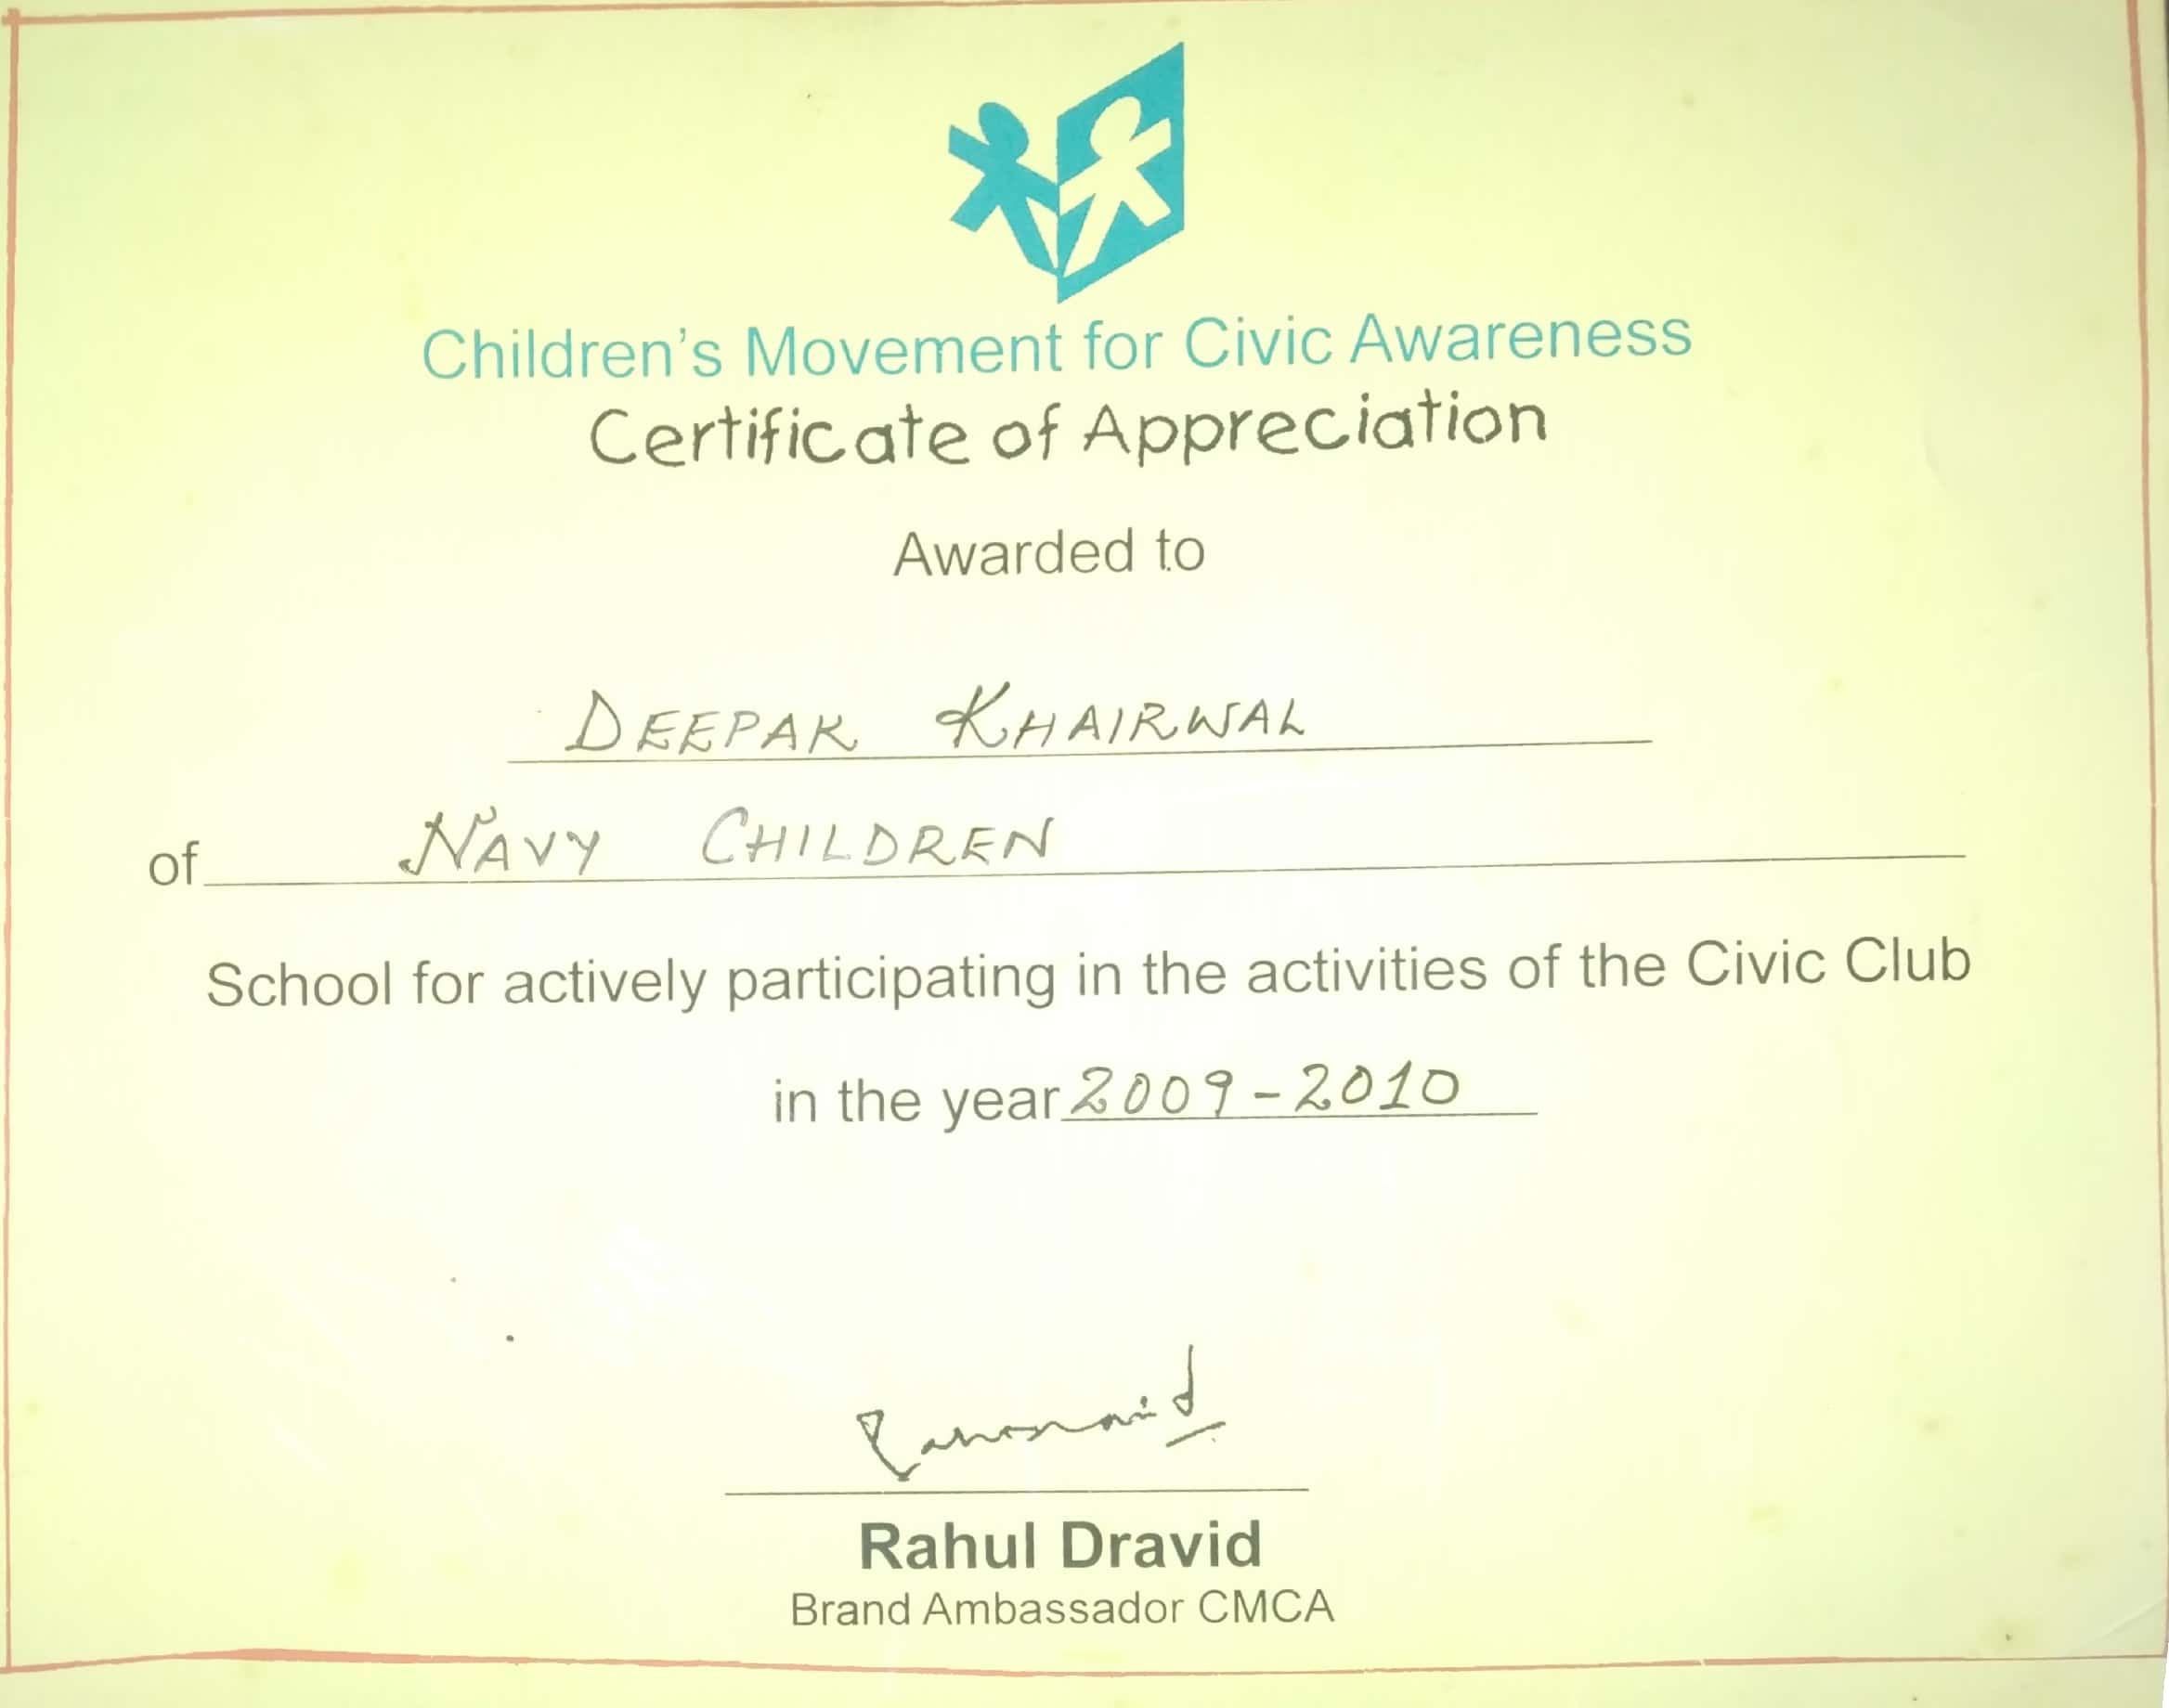 Children's Movement for Civic Awareness
Certificate of Appreciation
Awarded to
DEEPAK KHAIRWAL
of NAVY CHILDREN
School for actively participating in the activities of the Civic Club
in the year 2009-2010
Rahul Dravid
Brand Ambassador CMCA